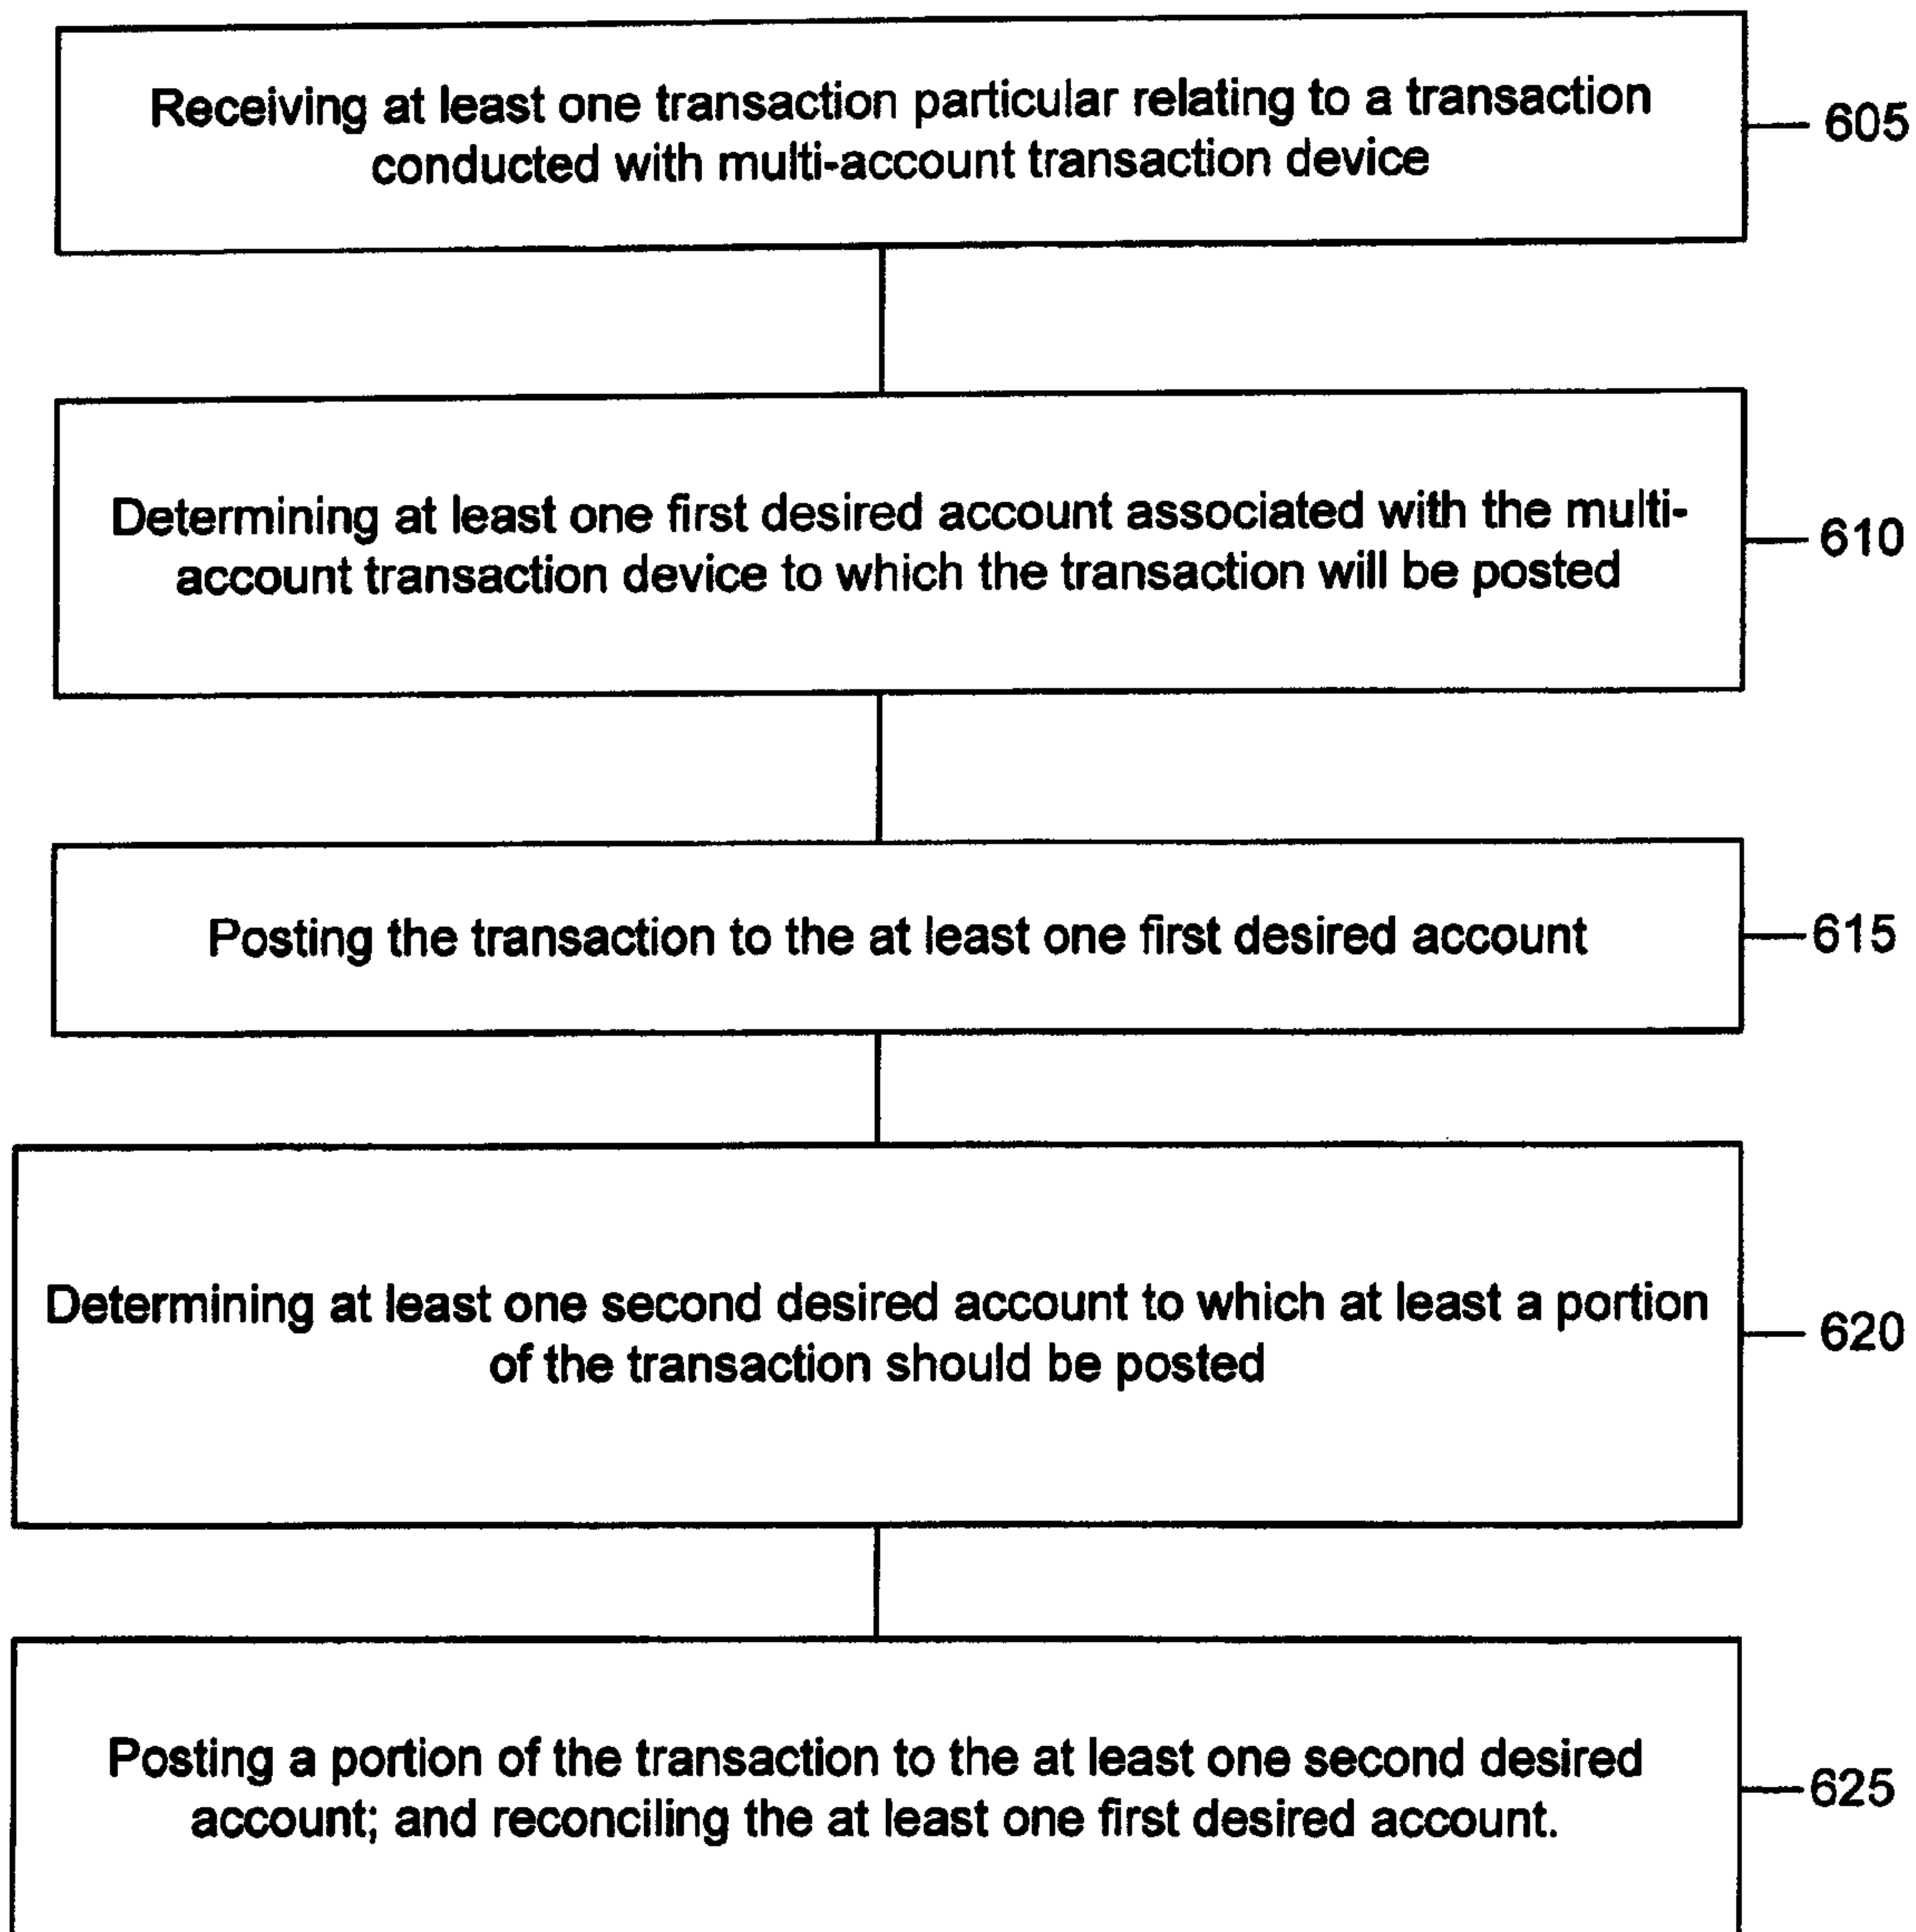 Receiving at least one transaction particular relating to a transaction
conducted with multi-account transaction device
605
Determining at least one first desired account associated with the multi-
account transaction device to which the transaction will be posted
610
Posting the transaction to the at least one first desired account
615
Determining at least one second desired account to which at least a portion
of the transaction should be posted
620
Posting a portion of the transaction to the at least one second desired
account; and reconciling the at least one first desired account.
625